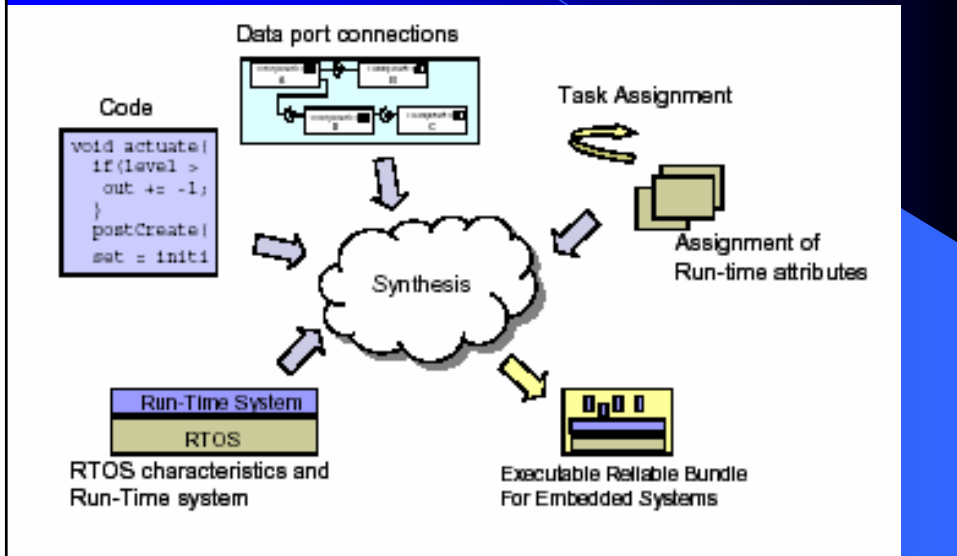 Data port connections
A
B
C
Code
void actuate(
if(level >
out += -1;
}
postCreate(
set = initi
Task Assignment
Assignment of
Run-time attributes
Synthesis
Run-Time System
RTOS
RTOS characteristics and
Run-Time system
Executable Reliable Bundle
For Embedded Systems